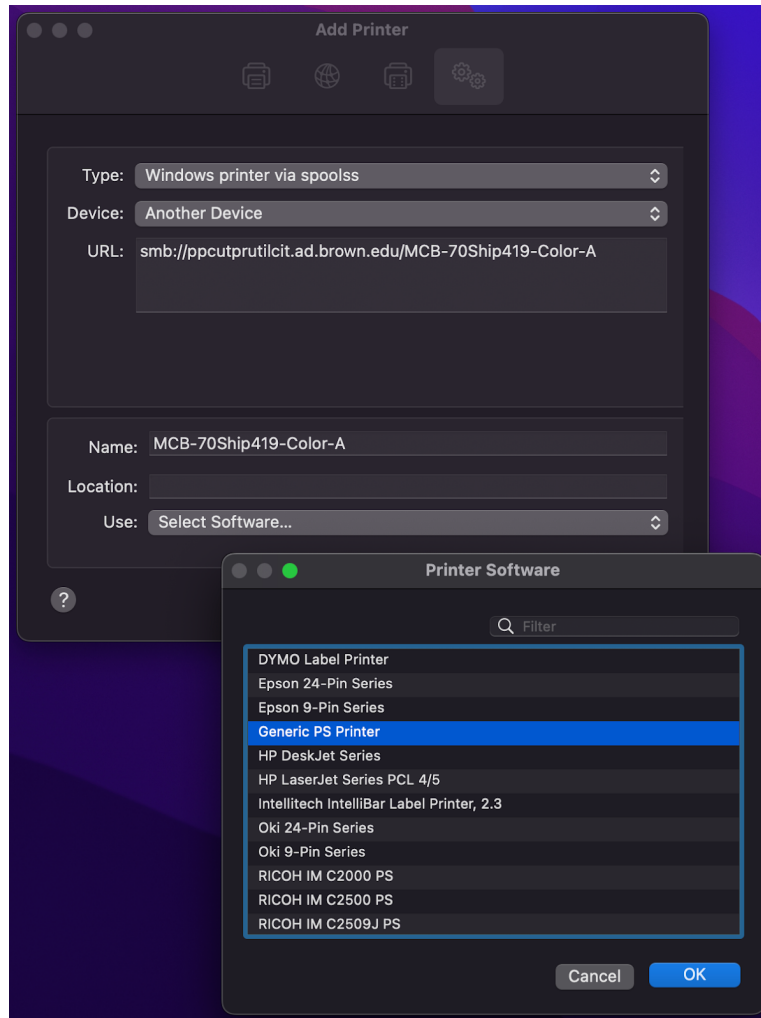 Add Printer
Type: Windows printer via spoolss
Device: Another Device
URL: smb://ppcutprutilcit.ad.brown.edu/MCB-70Ship419-Color-A
Name: MCB-70Ship419-Color-A
Location:
Use: Select Software...
?
Printer Software
Filter
DYMO Label Printer
Epson 24-Pin Series
Epson 9-Pin Series
Generic PS Printer
HP DeskJet Series
HP LaserJet Series PCL 4/5
Intellitech IntelliBar Label Printer, 2.3
Oki 24-Pin Series
Oki 9-Pin Series
RICOH IM C2000 PS
RICOH IM C2500 PS
RICOH IM C2509J PS
Cancel OK